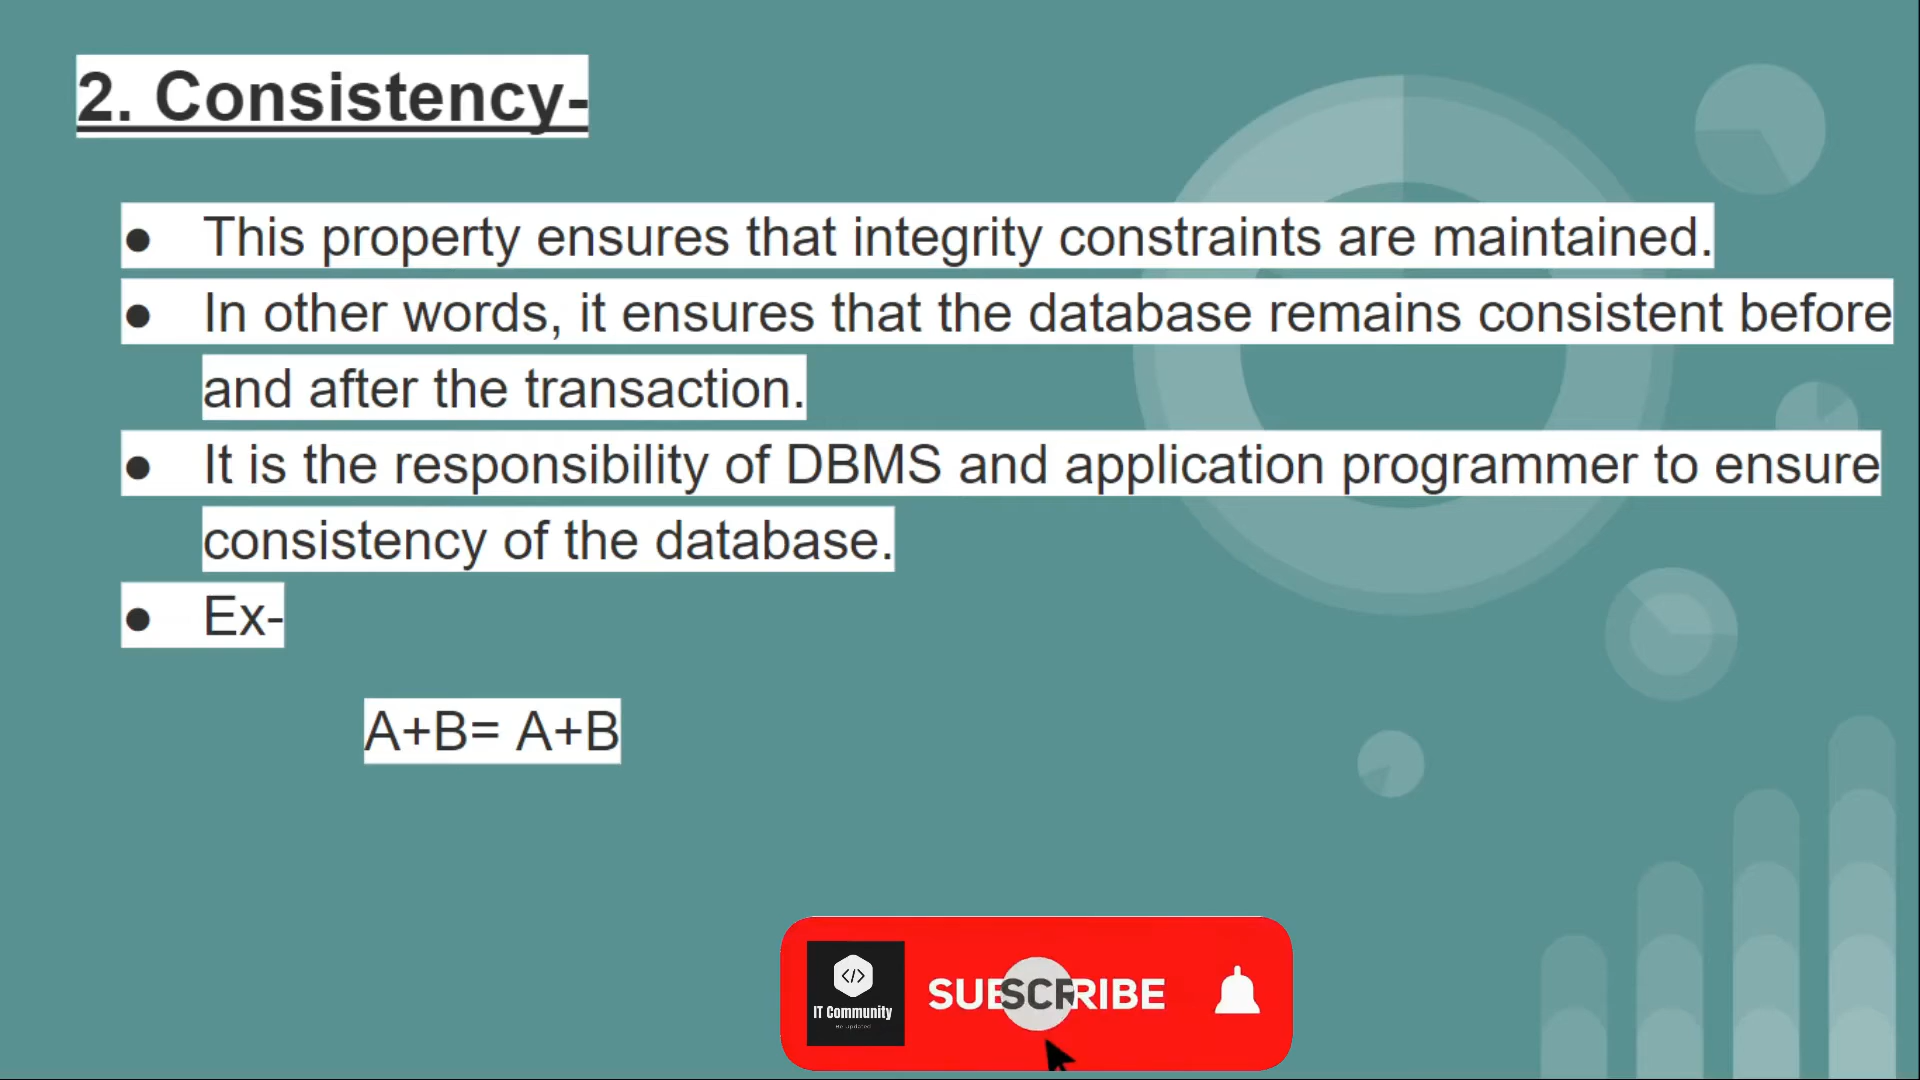 2. Consistency-
● This property ensures that integrity constraints are maintained.
● In other words, it ensures that the database remains consistent before
and after the transaction.
● It is the responsibility of DBMS and application programmer to ensure
consistency of the database.
● Ex-
A+B= A+B
</>
IT Community
Be Updated
SUBSCRIBE